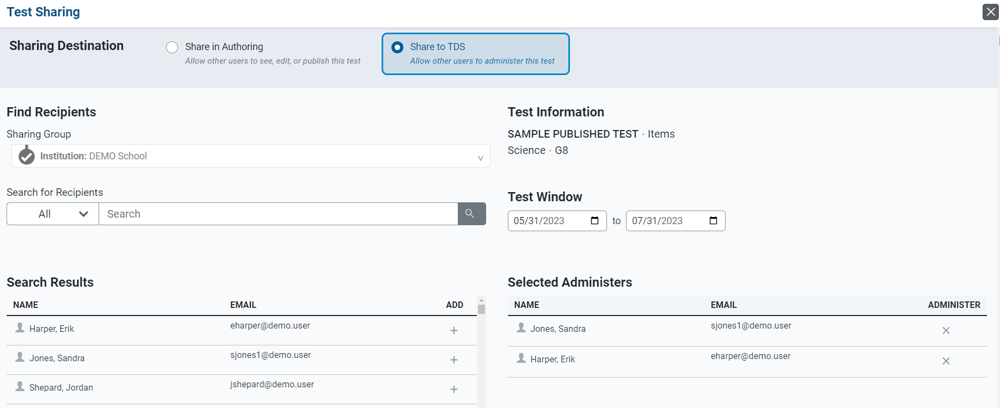 Test Sharing
Sharing Destination
Share in Authoring
Allow other users to see, edit, or publish this test
Share to TDS
Allow other users to administer this test
Find Recipients
Sharing Group
Institution: DEMO School
Search for Recipients
All
Search
Test Information
SAMPLE PUBLISHED TEST · Items
Science · G8
Test Window
05/31/2023 to 07/31/2023
Search Results
NAME EMAIL ADD
Harper, Erik eharper@demo.user +
Jones, Sandra sjones1@demo.user +
Shepard, Jordan jshepard@demo.user +
Selected Administers
NAME EMAIL ADMINISTER
Jones, Sandra sjones1@demo.user
Harper, Erik eharper@demo.user